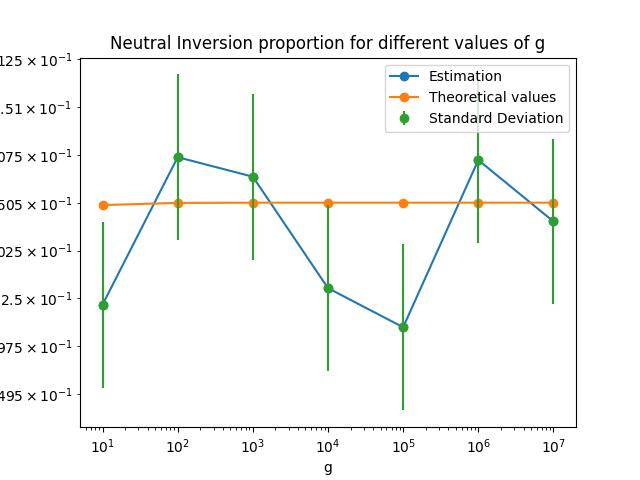 Neutral Inversion proportion for different values of g
125 × 10⁻¹
.51 × 10⁻¹
075 × 10⁻¹
505 × 10⁻¹
025 × 10⁻¹
2.5 × 10⁻¹
975 × 10⁻¹
495 × 10⁻¹
Estimation
Theoretical values
Standard Deviation
10¹ 10² 10³ 10⁴ 10⁵ 10⁶ 10⁷
g